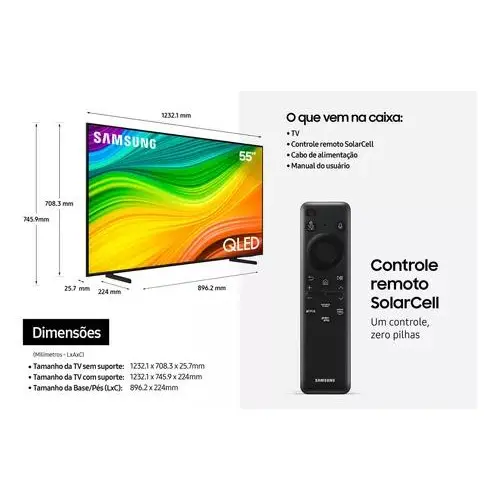 1232.1 mm
SAMSUNG
55"
708.3 mm
745.9mm
QLED
25.7 mm
224 mm
896.2 mm
Dimensões
(Milímetros - LxAxC)
• Tamanho da TV sem suporte: 1232.1 x 708.3 x 25.7mm
• Tamanho da TV com suporte: 1232.1 x 745.9 x 224mm
• Tamanho da Base/Pés (LxC): 896.2 x 224mm
O que vem na caixa:
• TV
• Controle remoto SolarCell
• Cabo de alimentação
• Manual do usuário
Controle
remoto
SolarCell
Um controle,
zero pilhas
SAMSUNG